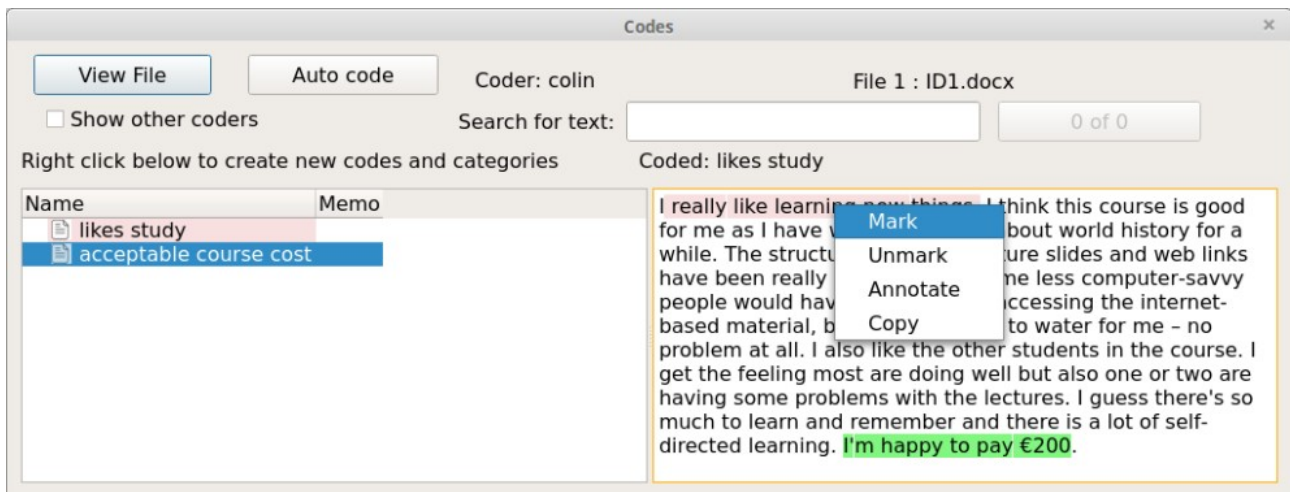 Codes
View File
Auto code
Coder: colin
File 1 : ID1.docx
Show other coders
Search for text:
0 of 0
Right click below to create new codes and categories
Coded: likes study
Name
Memo
likes study
acceptable course cost
I really like learning new things. I think this course is good
for me as I have bout world history for a
while. The ture slides and web links
have been really less computer-savvy
people would ccessing the internet-
based material, to water for me – no
problem at all. I also like the other students in the course. I
get the feeling most are doing well but also one or two are
having some problems with the lectures. I guess there's so
much to learn and remember and there is a lot of self-
directed learning. I'm happy to pay €200.
Mark
Unmark
Annotate
Copy